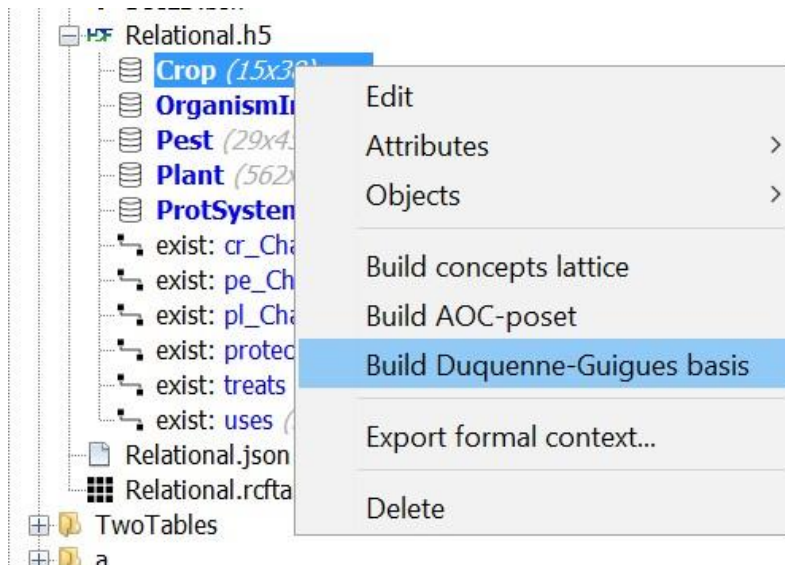 HDF Relational.h5
Crop (15x38)
OrganismI
Pest (29x4
Plant (562
ProtSystem
exist: cr_Cha
exist: pe_Ch
exist: pl_Cha
exist: protec
exist: treats
exist: uses (
Relational.json
Relational.rcfta
TwoTables
a
Edit
Attributes
Objects
Build concepts lattice
Build AOC-poset
Build Duquenne-Guigues basis
Export formal context...
Delete